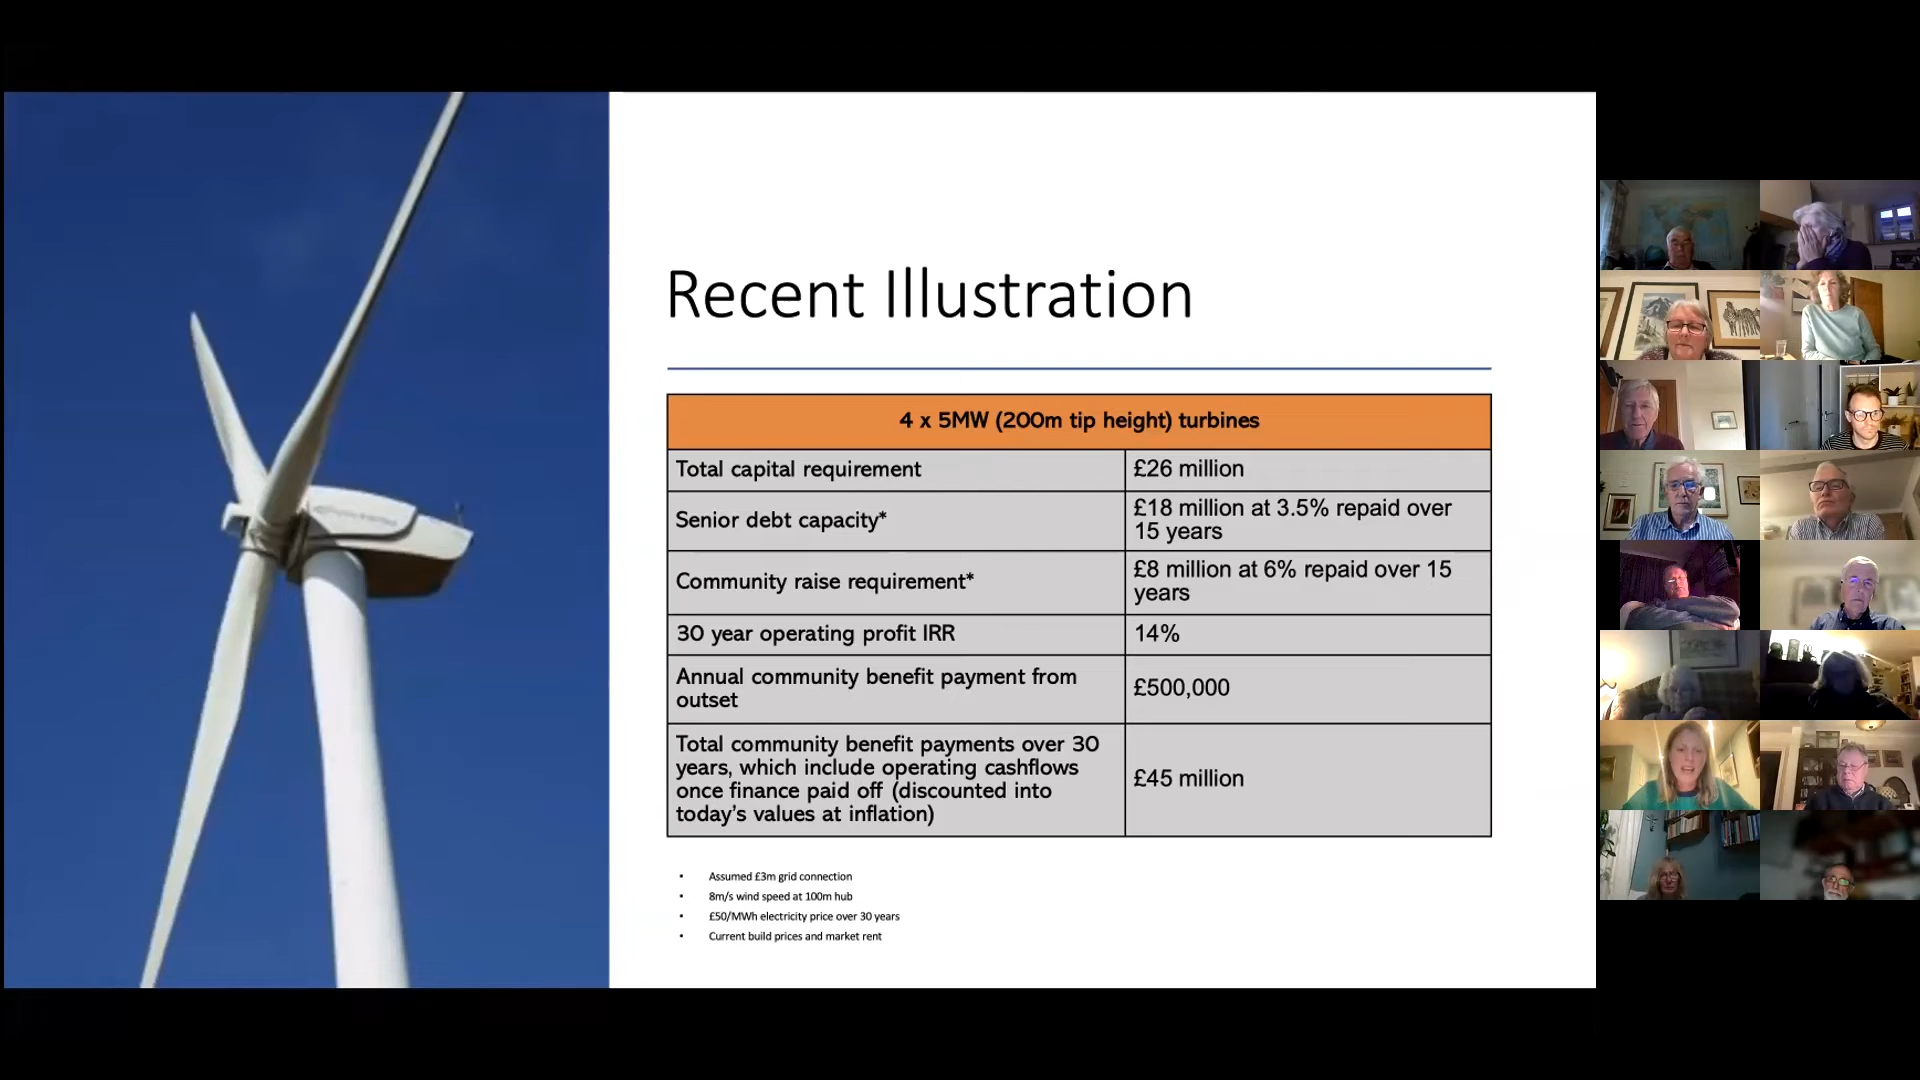 Recent Illustration
4 x 5MW (200m tip height) turbines
Total capital requirement
£26 million
Senior debt capacity*
£18 million at 3.5% repaid over
15 years
Community raise requirement*
£8 million at 6% repaid over 15
years
30 year operating profit IRR
14%
Annual community benefit payment from
outset
£500,000
Total community benefit payments over 30
years, which include operating cashflows
once finance paid off (discounted into
today's values at inflation)
£45 million
• Assumed £3m grid connection
• 8m/s wind speed at 100m hub
• £50/MWh electricity price over 30 years
• Current build prices and market rent